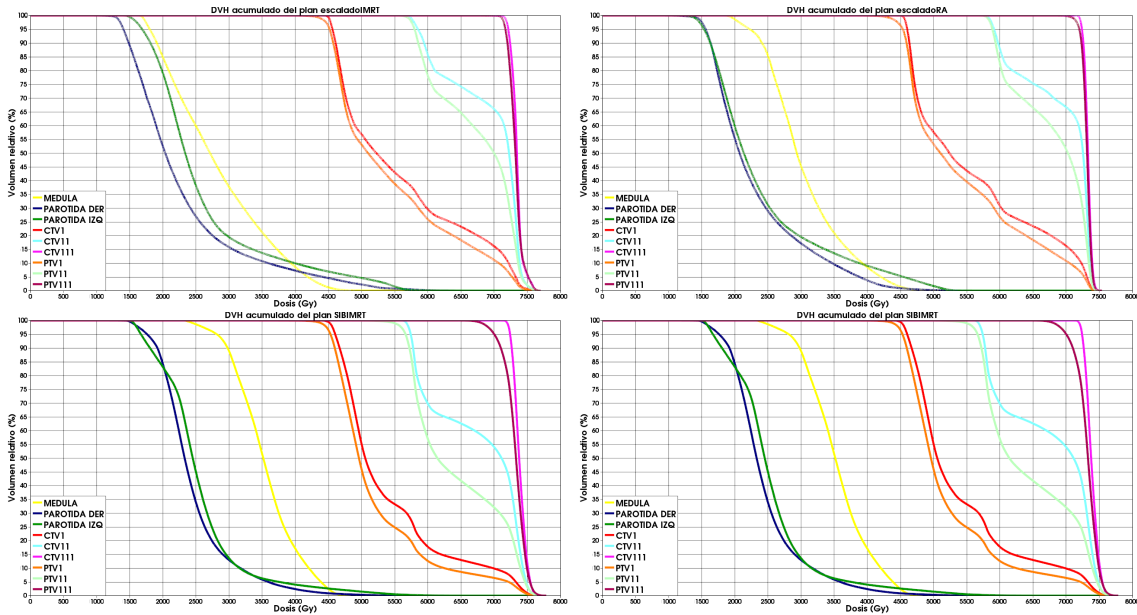 DVH acumulado del plan escaladoIMRT
Volumen relativo (%)
100
95
90
85
80
75
70
65
60
55
50
45
40
35
30
25
20
15
10
5
0
MEDULA
PAROTIDA DER
PAROTIDA IZQ
CTV1
CTV11
CTV111
PTV1
PTV11
PTV111
0 500 1000 1500 2000 2500 3000 3500 4000 4500 5000 5500 6000 6500 7000 7500 8000
Dosis (Gy)
DVH acumulado del plan escaladoRA
Volumen relativo (%)
100
95
90
85
80
75
70
65
60
55
50
45
40
35
30
25
20
15
10
5
0
MEDULA
PAROTIDA DER
PAROTIDA IZQ
CTV1
CTV11
CTV111
PTV1
PTV11
PTV111
0 500 1000 1500 2000 2500 3000 3500 4000 4500 5000 5500 6000 6500 7000 7500 8000
Dosis (Gy)
DVH acumulado del plan SIBIMRT
Volumen relativo (%)
100
95
90
85
80
75
70
65
60
55
50
45
40
35
30
25
20
15
10
5
0
MEDULA
PAROTIDA DER
PAROTIDA IZQ
CTV1
CTV11
CTV111
PTV1
PTV11
PTV111
0 500 1000 1500 2000 2500 3000 3500 4000 4500 5000 5500 6000 6500 7000 7500 8000
Dosis (Gy)
DVH acumulado del plan SIBIMRT
Volumen relativo (%)
100
95
90
85
80
75
70
65
60
55
50
45
40
35
30
25
20
15
10
5
0
MEDULA
PAROTIDA DER
PAROTIDA IZQ
CTV1
CTV11
CTV111
PTV1
PTV11
PTV111
0 500 1000 1500 2000 2500 3000 3500 4000 4500 5000 5500 6000 6500 7000 7500 8000
Dosis (Gy)